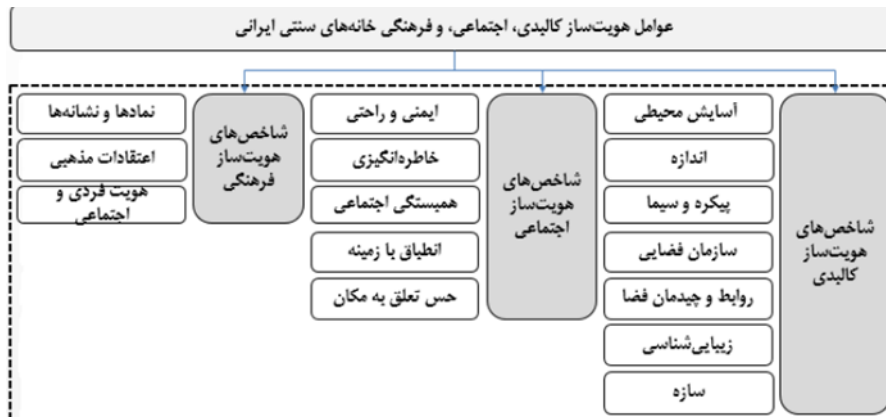 عوامل هویت‌ساز کالبدی، اجتماعی، و فرهنگی خانه‌های سنتی ایرانی
شاخص‌های
هویت‌ساز
کالبدی
آسایش محیطی
اندازه
پیکره و سیما
سازمان فضایی
روابط و چیدمان فضا
زیبایی‌شناسی
سازه
شاخص‌های
هویت‌ساز
اجتماعی
ایمنی و راحتی
خاطره‌انگیزی
همبستگی اجتماعی
انطباق با زمینه
حس تعلق به مکان
شاخص‌های
هویت‌ساز
فرهنگی
نمادها و نشانه‌ها
اعتقادات مذهبی
هویت فردی و
اجتماعی